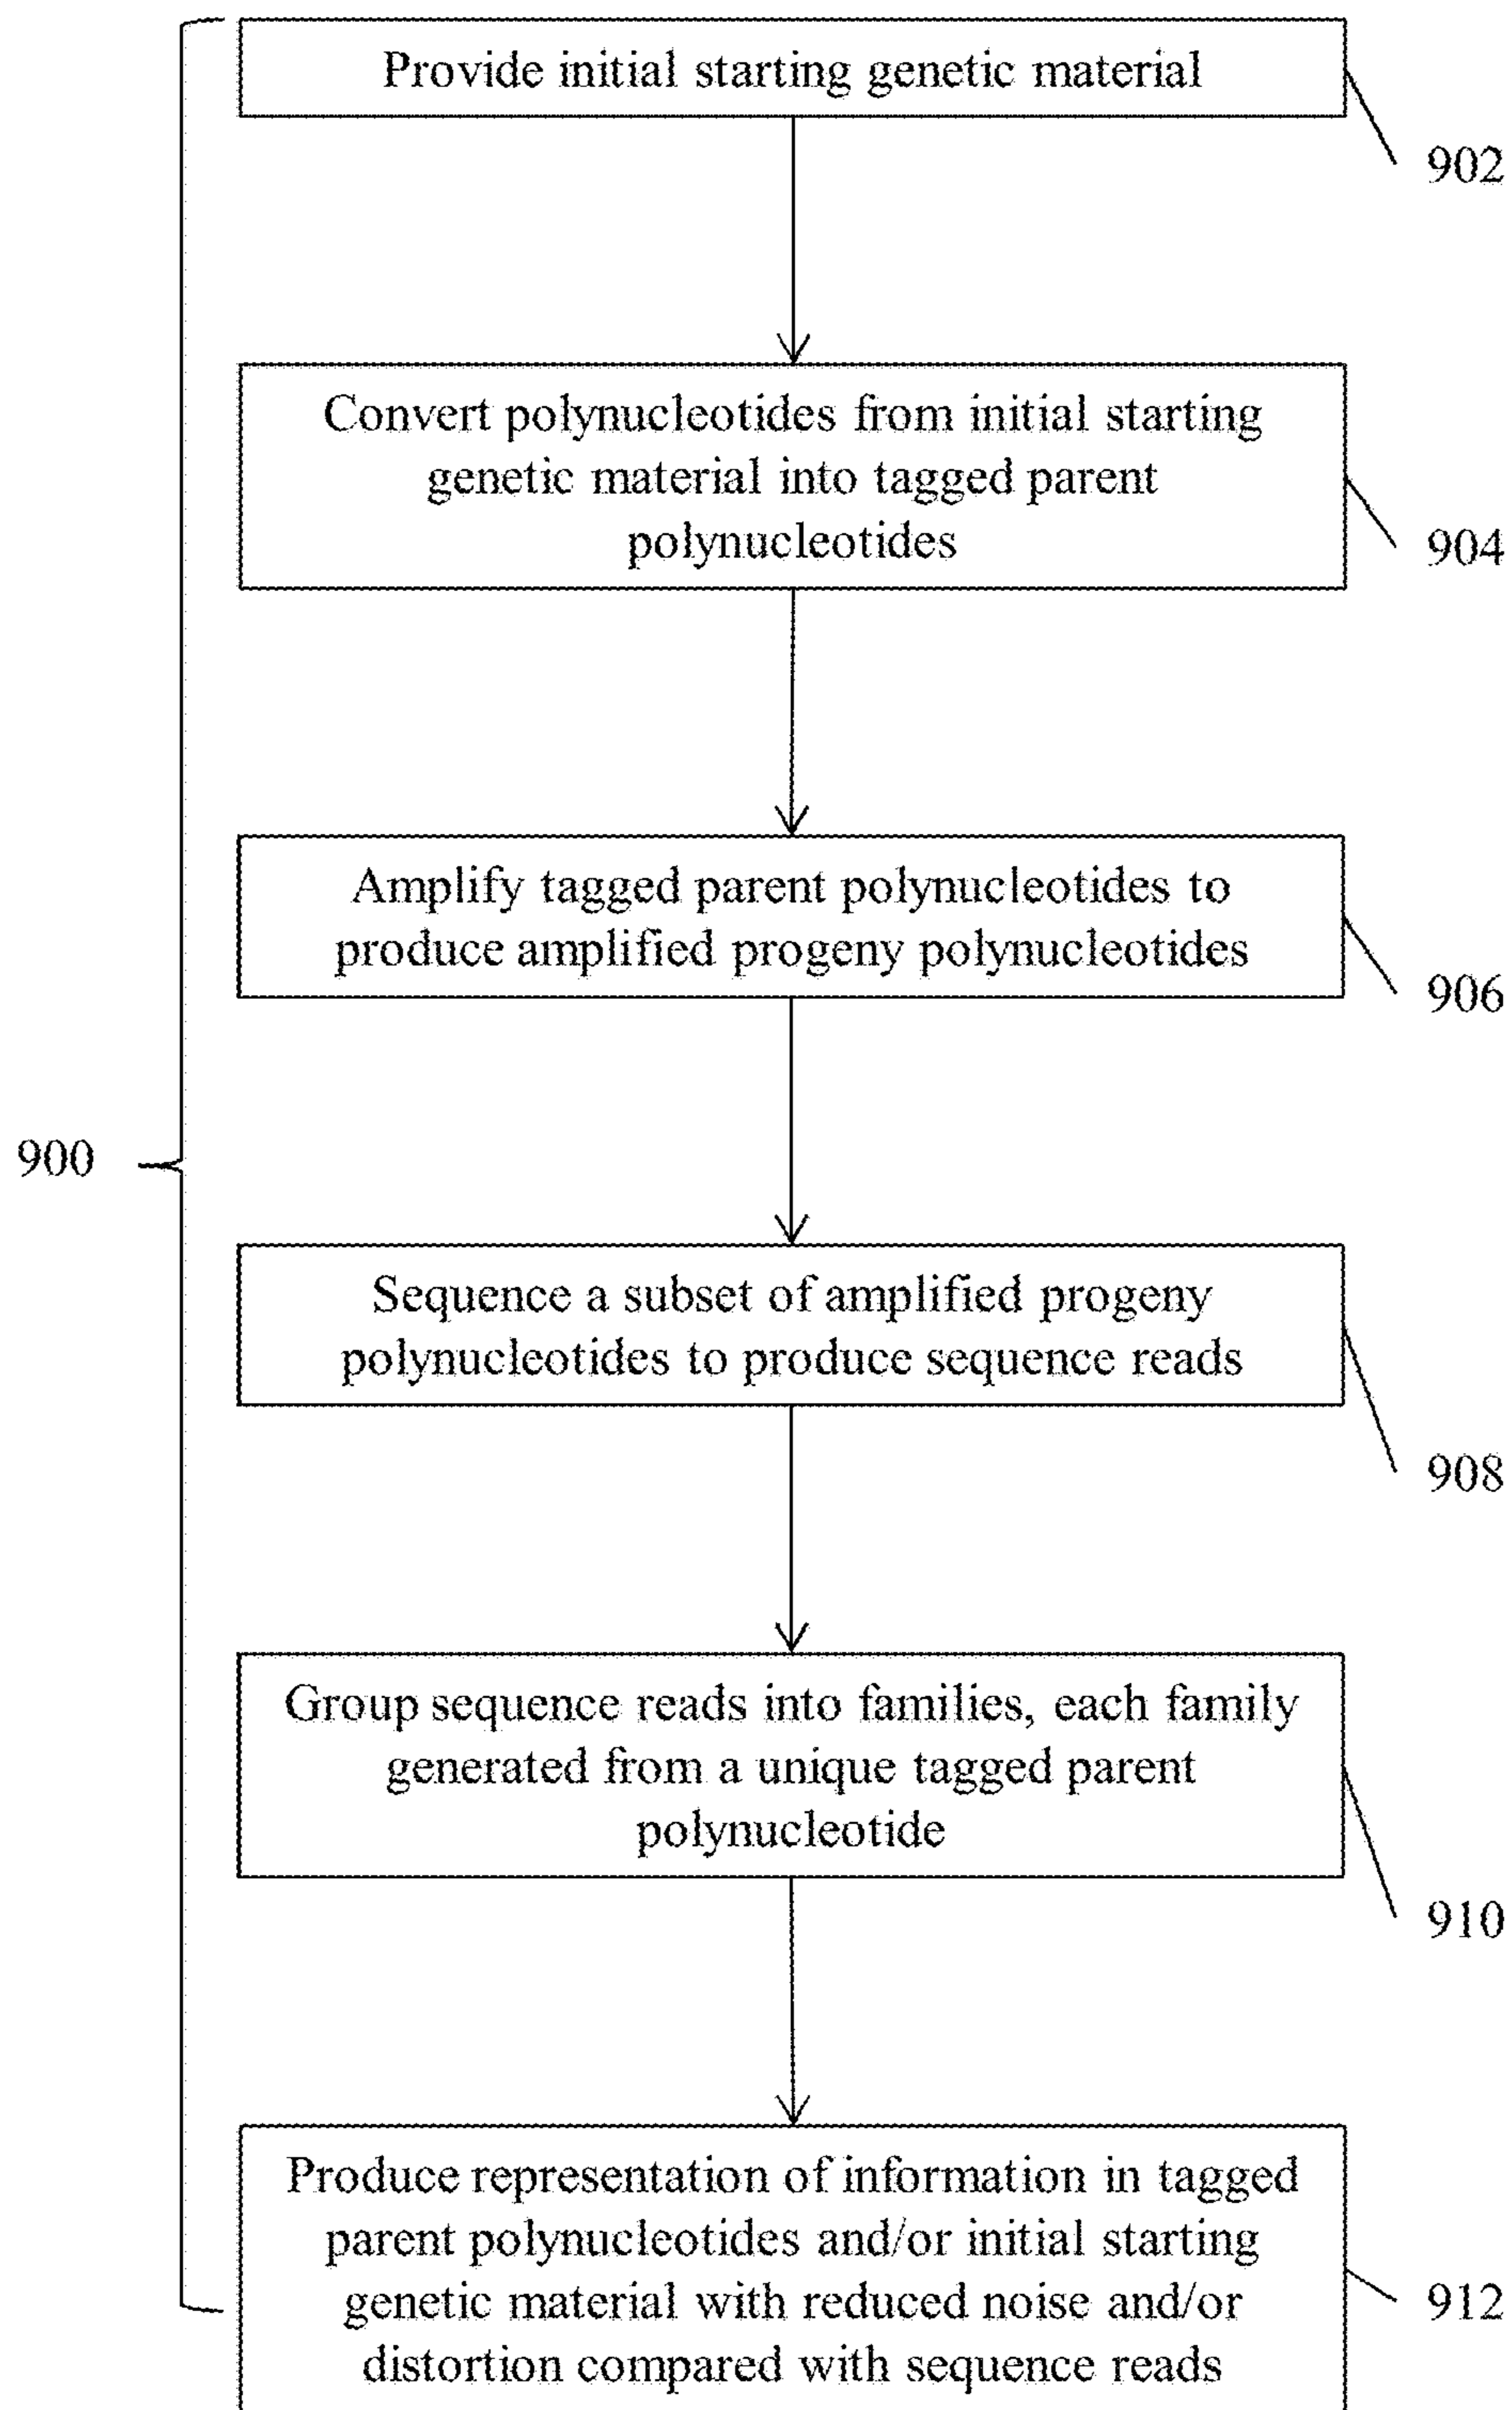 Provide initial starting genetic material
902
Convert polynucleotides from initial starting
genetic material into tagged parent
polynucleotides
904
Amplify tagged parent polynucleotides to
produce amplified progeny polynucleotides
906
900
Sequence a subset of amplified progeny
polynucleotides to produce sequence reads
908
Group sequence reads into families, each family
generated from a unique tagged parent
polynucleotide
910
Produce representation of information in tagged
parent polynucleotides and/or initial starting
genetic material with reduced noise and/or
distortion compared with sequence reads
912